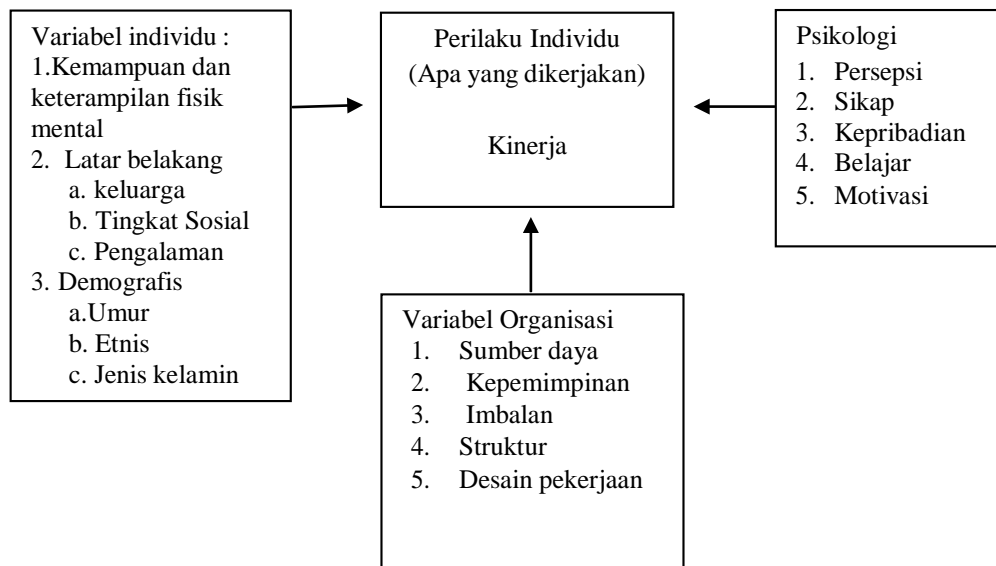 Variabel individu :
1.Kemampuan dan
keterampilan fisik
mental
2. Latar belakang
a. keluarga
b. Tingkat Sosial
c. Pengalaman
3. Demografis
a.Umur
b. Etnis
c. Jenis kelamin
Perilaku Individu
(Apa yang dikerjakan)
Kinerja
Psikologi
1. Persepsi
2. Sikap
3. Kepribadian
4. Belajar
5. Motivasi
Variabel Organisasi
1. Sumber daya
2. Kepemimpinan
3. Imbalan
4. Struktur
5. Desain pekerjaan